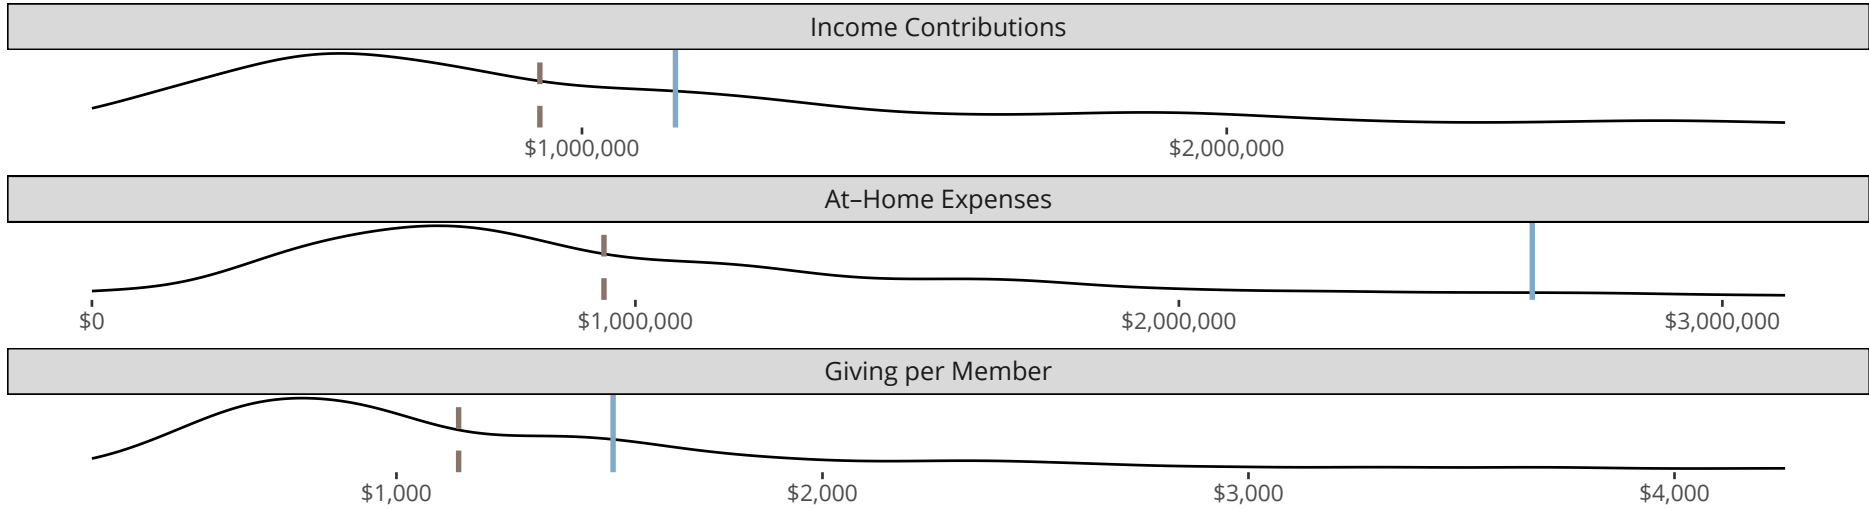 Income Contributions
$1,000,000 $2,000,000
At–Home Expenses
$0 $1,000,000 $2,000,000 $3,000,000
Giving per Member
$1,000 $2,000 $3,000 $4,000